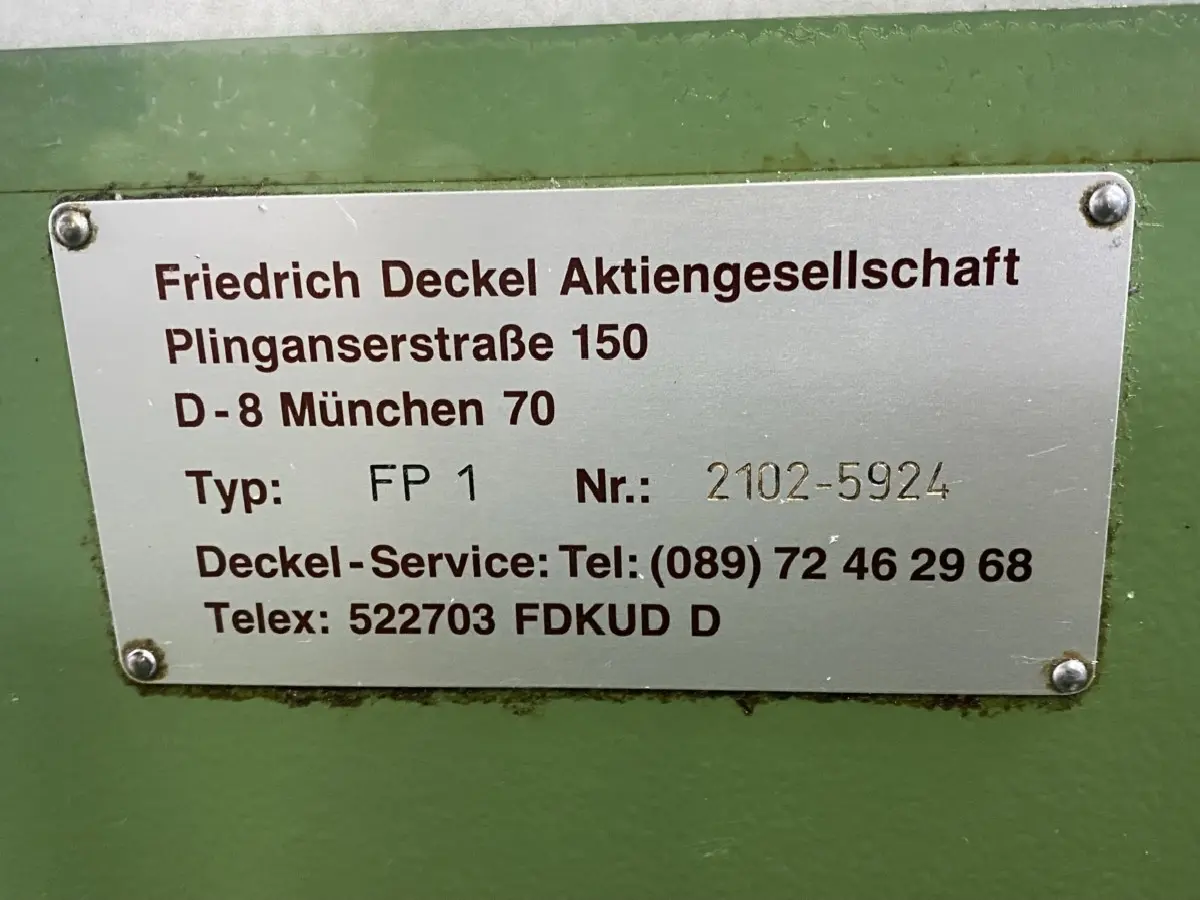 Friedrich Deckel Aktiengesellschaft
Plinganserstraße 150
D-8 München 70
Typ: FP 1 Nr.: 2102-5924
Deckel-Service: Tel: (089) 72 46 29 68
Telex: 522703 FDKUD D